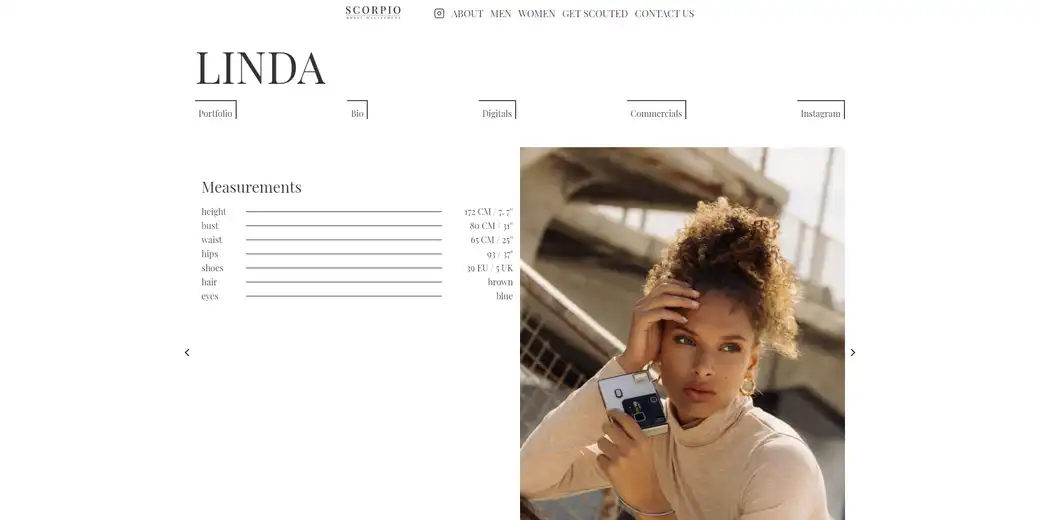 SCORPIO
MODEL MANAGEMENT
ABOUT MEN WOMEN GET SCOUTED CONTACT US
LINDA
Portfolio
Bio
Digitals
Commercials
Instagram
Measurements
height 172 CM / 7, 7"
bust 80 CM / 31"
waist 65 CM / 25"
hips 93 / 37"
shoes 39 EU / 5 UK
hair brown
eyes blue